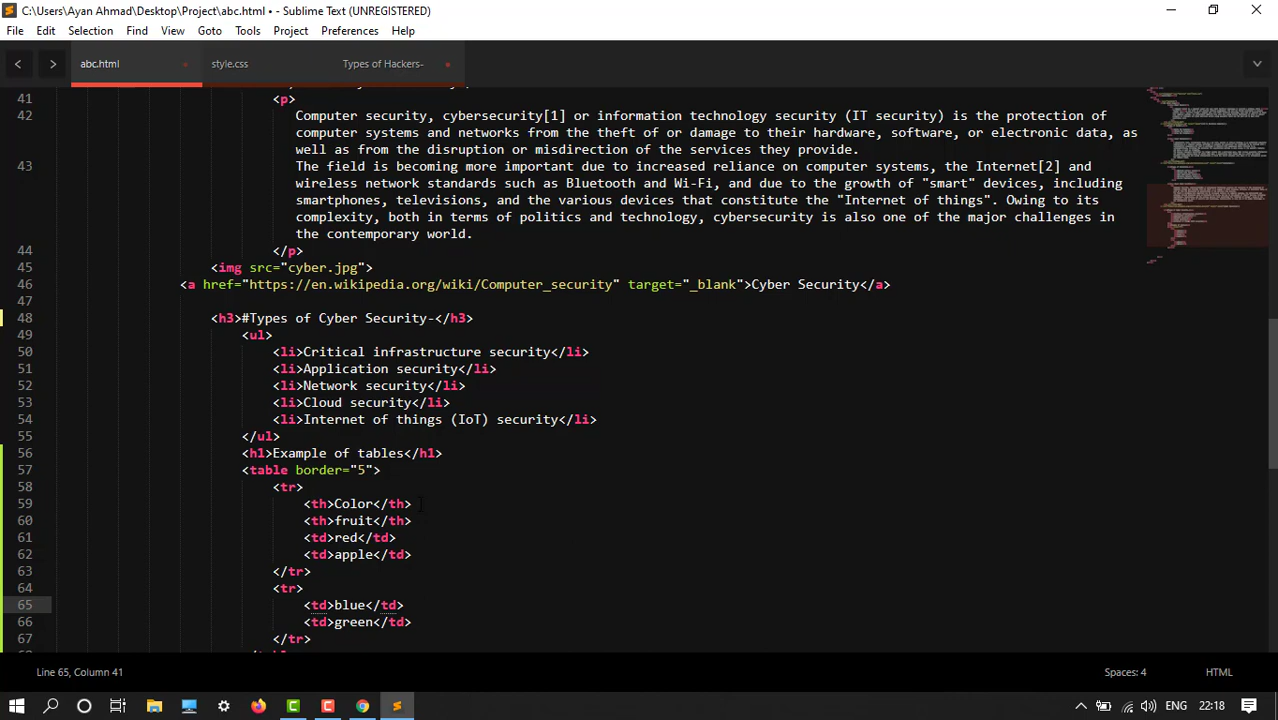 C:\Users\Ayan Ahmad\Desktop\Project\abc.html • - Sublime Text (UNREGISTERED)
File Edit Selection Find View Goto Tools Project Preferences Help
abc.html style.css Types of Hackers-
41 <p>
42 Computer security, cybersecurity[1] or information technology security (IT security) is the protection of
computer systems and networks from the theft of or damage to their hardware, software, or electronic data, as
well as from the disruption or misdirection of the services they provide.
43 The field is becoming more important due to increased reliance on computer systems, the Internet[2] and
wireless network standards such as Bluetooth and Wi-Fi, and due to the growth of "smart" devices, including
smartphones, televisions, and the various devices that constitute the "Internet of things". Owing to its
complexity, both in terms of politics and technology, cybersecurity is also one of the major challenges in
the contemporary world.
44 </p>
45 <img src="cyber.jpg">
46 <a href="https://en.wikipedia.org/wiki/Computer_security" target="_blank">Cyber Security</a>
47
48 <h3>#Types of Cyber Security-</h3>
49 <ul>
50 <li>Critical infrastructure security</li>
51 <li>Application security</li>
52 <li>Network security</li>
53 <li>Cloud security</li>
54 <li>Internet of things (IoT) security</li>
55 </ul>
56 <h1>Example of tables</h1>
57 <table border="5">
58 <tr>
59 <th>Color</th>
60 <th>fruit</th>
61 <td>red</td>
62 <td>apple</td>
63 </tr>
64 <tr>
65 <td>blue</td>
66 <td>green</td>
67 </tr>
Line 65, Column 41 Spaces: 4 HTML
ENG 22:18